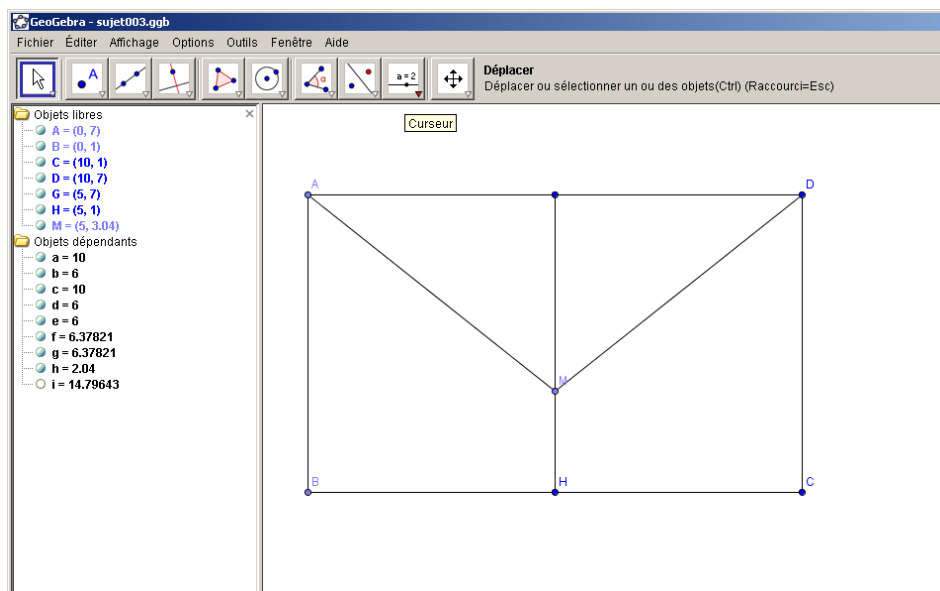 GeoGebra - sujet003.ggb
Fichier Éditer Affichage Options Outils Fenêtre Aide
A
α
a = 2
Déplacer
Déplacer ou sélectionner un ou des objets(Ctrl) (Raccourci=Esc)
Curseur
Objets libres
A = (0, 7)
B = (0, 1)
C = (10, 1)
D = (10, 7)
G = (5, 7)
H = (5, 1)
M = (5, 3.04)
Objets dépendants
a = 10
b = 6
c = 10
d = 6
e = 6
f = 6.37821
g = 6.37821
h = 2.04
i = 14.79643
A
D
M
B
H
C